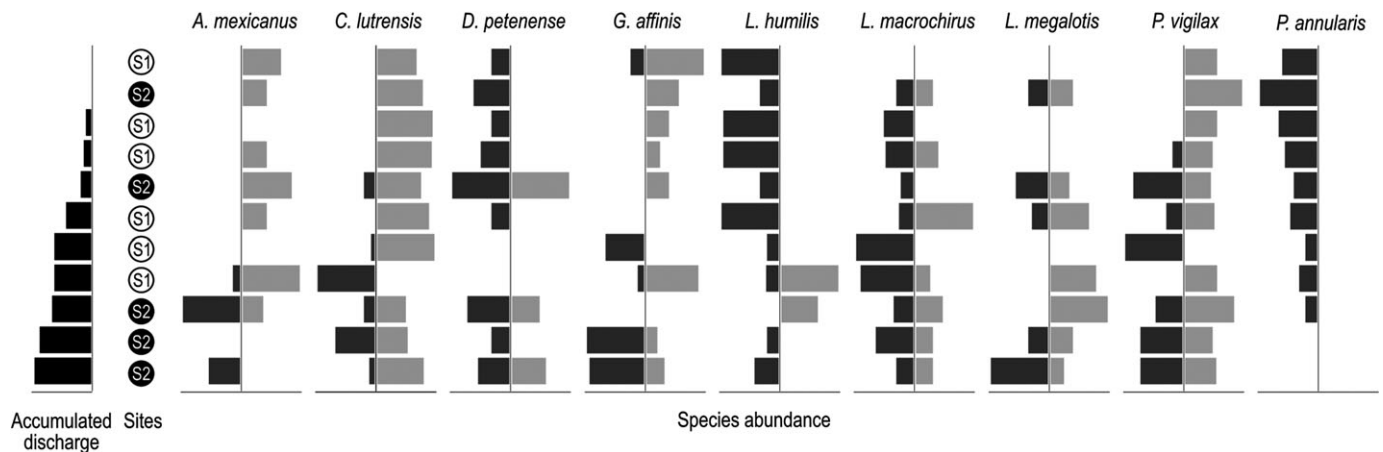 A. mexicanus C. lutrensis D. petenense G. affinis L. humilis L. macrochirus L. megalotis P. vigilax P. annularis
S1
S2
S1
S1
S2
S1
S1
S1
S2
S2
S2
Accumulated discharge Sites Species abundance